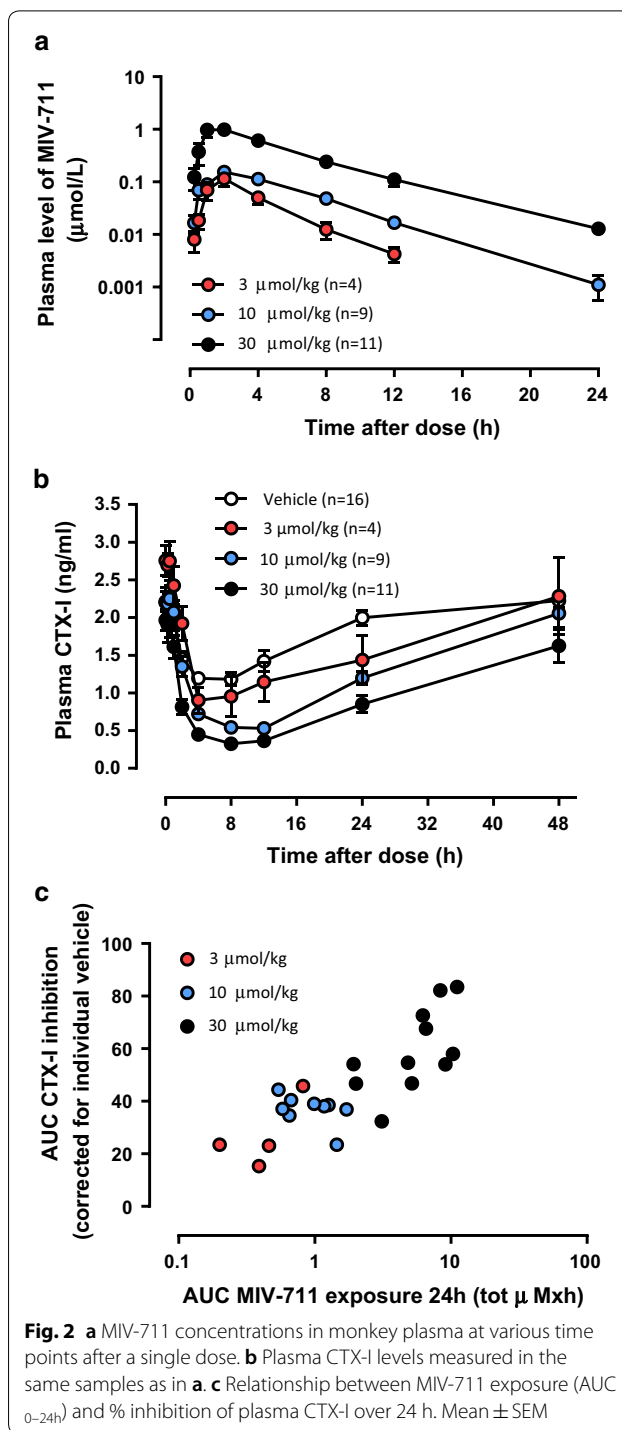 a
Plasma level of MIV-711
(μmol/L)
10
1
0.1
0.01
0.001
3 μmol/kg (n=4)
10 μmol/kg (n=9)
30 μmol/kg (n=11)
0 4 8 12 16 20 24
Time after dose (h)
b
Plasma CTX-I (ng/ml)
3.5
3.0
2.5
2.0
1.5
1.0
0.5
0.0
Vehicle (n=16)
3 μmol/kg (n=4)
10 μmol/kg (n=9)
30 μmol/kg (n=11)
0 8 16 24 32 40 48
Time after dose (h)
c
AUC CTX-I inhibition
(corrected for individual vehicle)
100
80
60
40
20
0
3 μmol/kg
10 μmol/kg
30 μmol/kg
0.1 1 10 100
AUC MIV-711 exposure 24h (tot μ Mxh)
Fig. 2 a MIV-711 concentrations in monkey plasma at various time
points after a single dose. b Plasma CTX-I levels measured in the
same samples as in a. c Relationship between MIV-711 exposure (AUC
0–24h) and % inhibition of plasma CTX-I over 24 h. Mean ± SEM